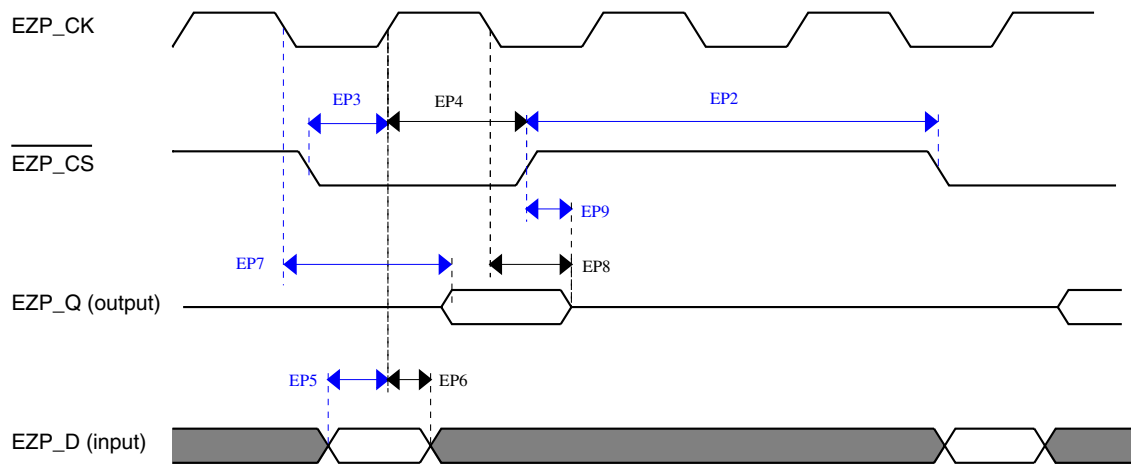 EZP_CK
EP3
EP4
EP2
EZP_CS
EP9
EP7
EP8
EZP_Q (output)
EP5
EP6
EZP_D (input)